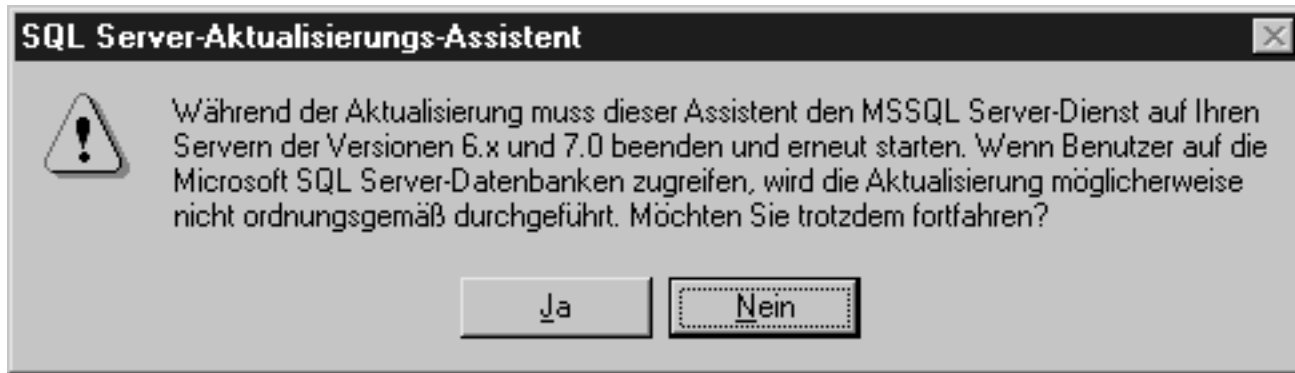 SQL Server-Aktualisierungs-Assistent
Während der Aktualisierung muss dieser Assistent den MSSQL Server-Dienst auf Ihren
Servern der Versionen 6.x und 7.0 beenden und erneut starten. Wenn Benutzer auf die
Microsoft SQL Server-Datenbanken zugreifen, wird die Aktualisierung möglicherweise
nicht ordnungsgemäß durchgeführt. Möchten Sie trotzdem fortfahren?
Ja Nein